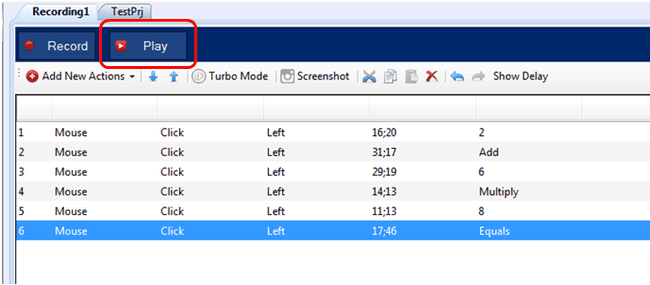 Recording1 TestPrj
Record Play
Add New Actions Turbo Mode Screenshot Show Delay
1 Mouse Click Left 16;20 2
2 Mouse Click Left 31;17 Add
3 Mouse Click Left 29;19 6
4 Mouse Click Left 14;13 Multiply
5 Mouse Click Left 11;13 8
6 Mouse Click Left 17;46 Equals